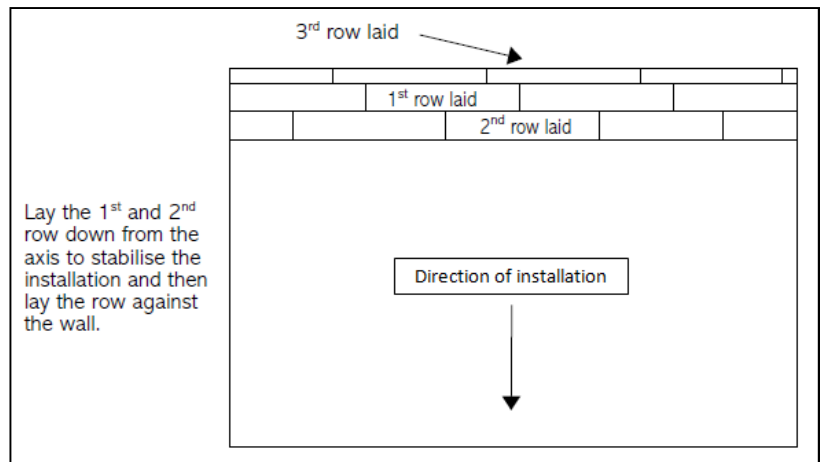 3rd row laid
1st row laid
2nd row laid
Lay the 1st and 2nd
row down from the
axis to stabilise the
installation and then
lay the row against
the wall.
Direction of installation